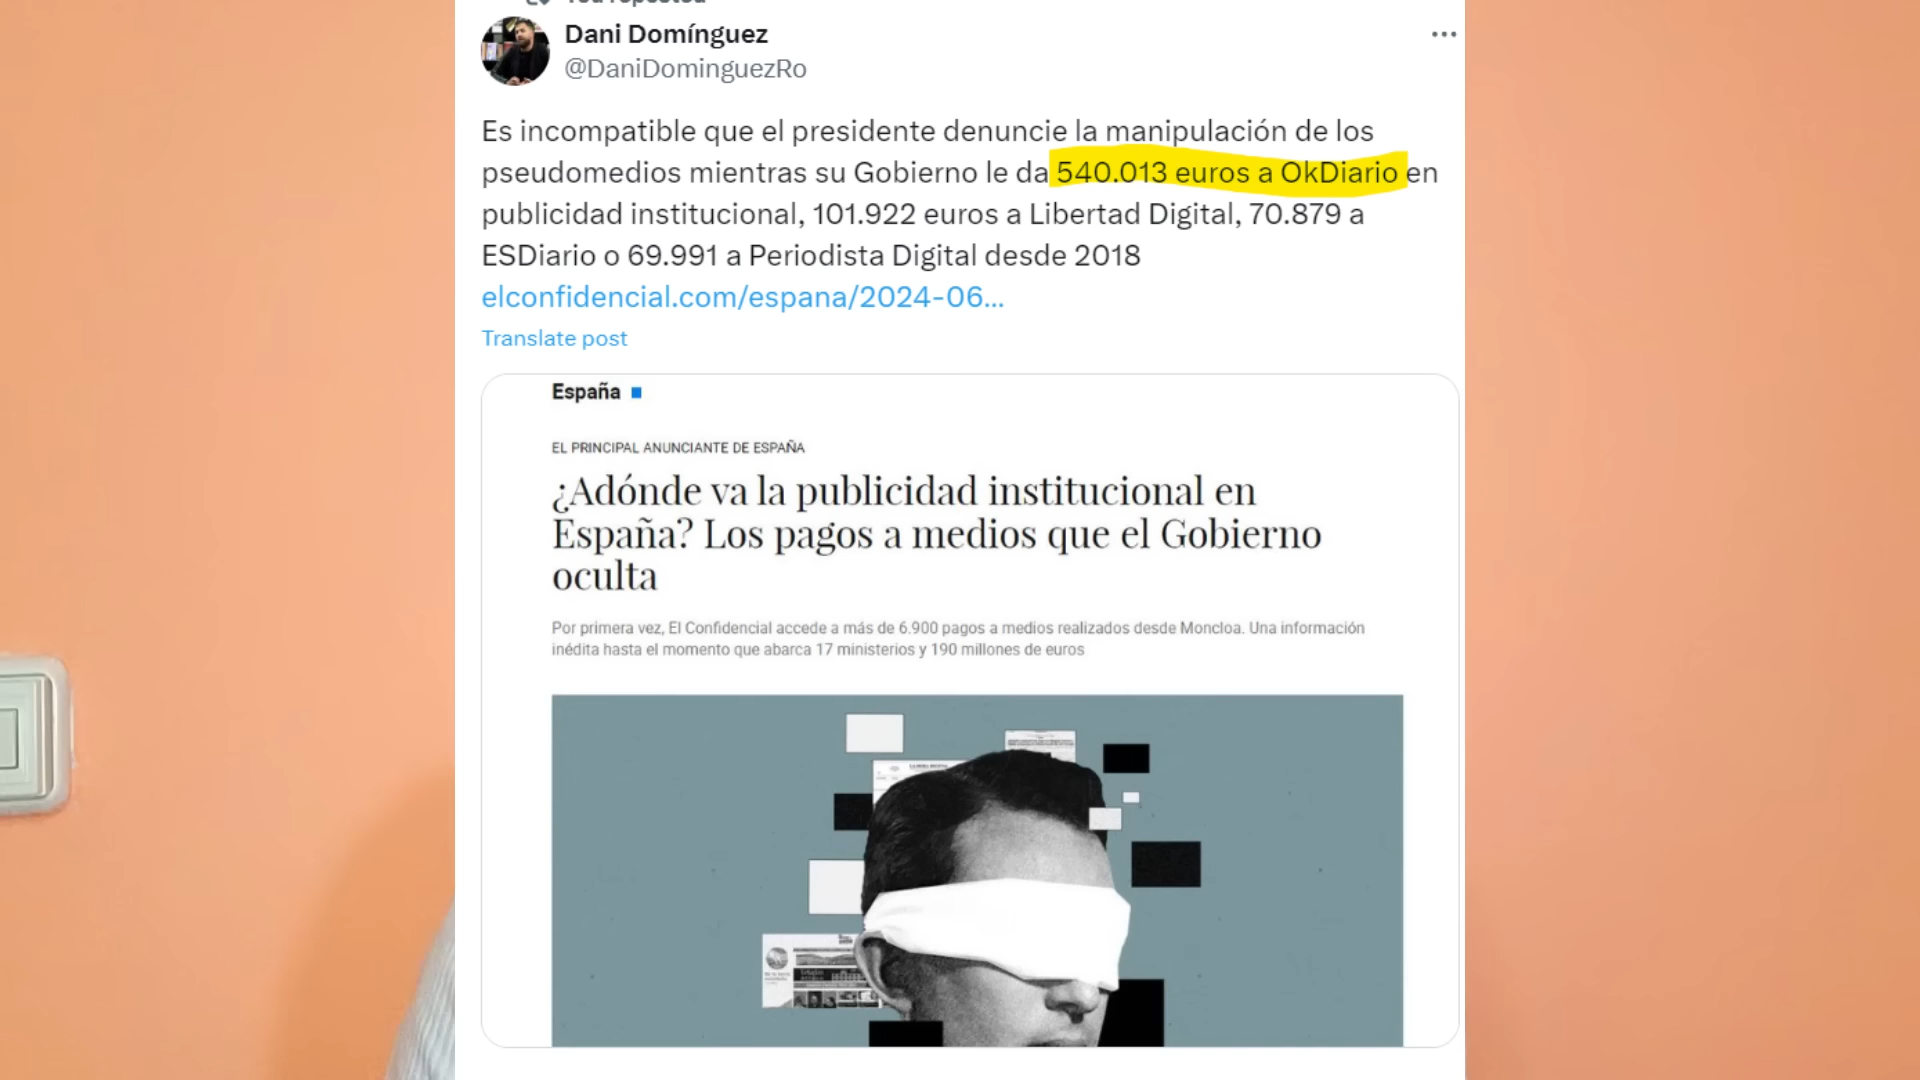 You reposted
Dani Domínguez
@DaniDominguezRo
Es incompatible que el presidente denuncie la manipulación de los
pseudomedios mientras su Gobierno le da 540.013 euros a OkDiario en
publicidad institucional, 101.922 euros a Libertad Digital, 70.879 a
ESDiario o 69.991 a Periodista Digital desde 2018
elconfidencial.com/espana/2024-06...
Translate post
España
EL PRINCIPAL ANUNCIANTE DE ESPAÑA
¿Adónde va la publicidad institucional en
España? Los pagos a medios que el Gobierno
oculta
Por primera vez, El Confidencial accede a más de 6.900 pagos a medios realizados desde Moncloa. Una información
inédita hasta el momento que abarca 17 ministerios y 190 millones de euros